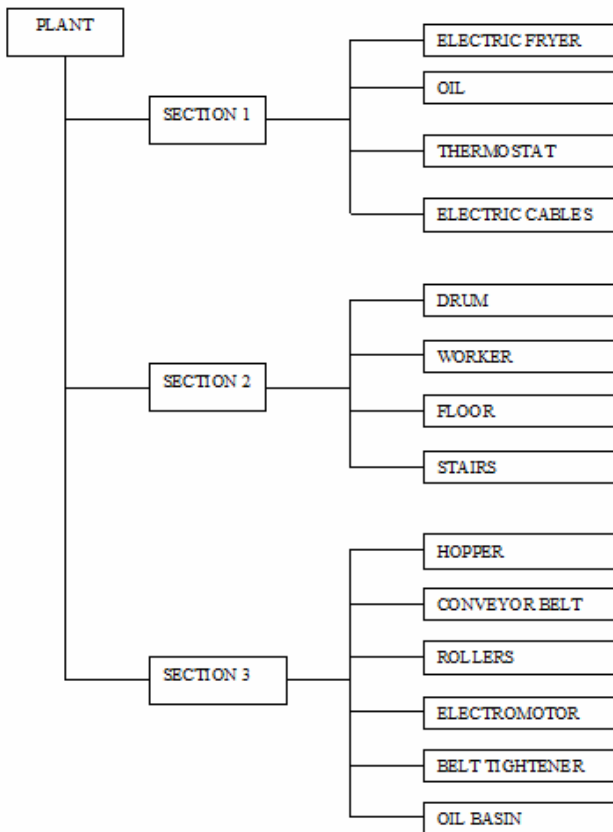 PLANT
SECTION 1
ELECTRIC FRYER
OIL
THERMOSTAT
ELECTRIC CABLES
SECTION 2
DRUM
WORKER
FLOOR
STAIRS
SECTION 3
HOPPER
CONVEYOR BELT
ROLLERS
ELECTROMOTOR
BELT TIGHTENER
OIL BASIN